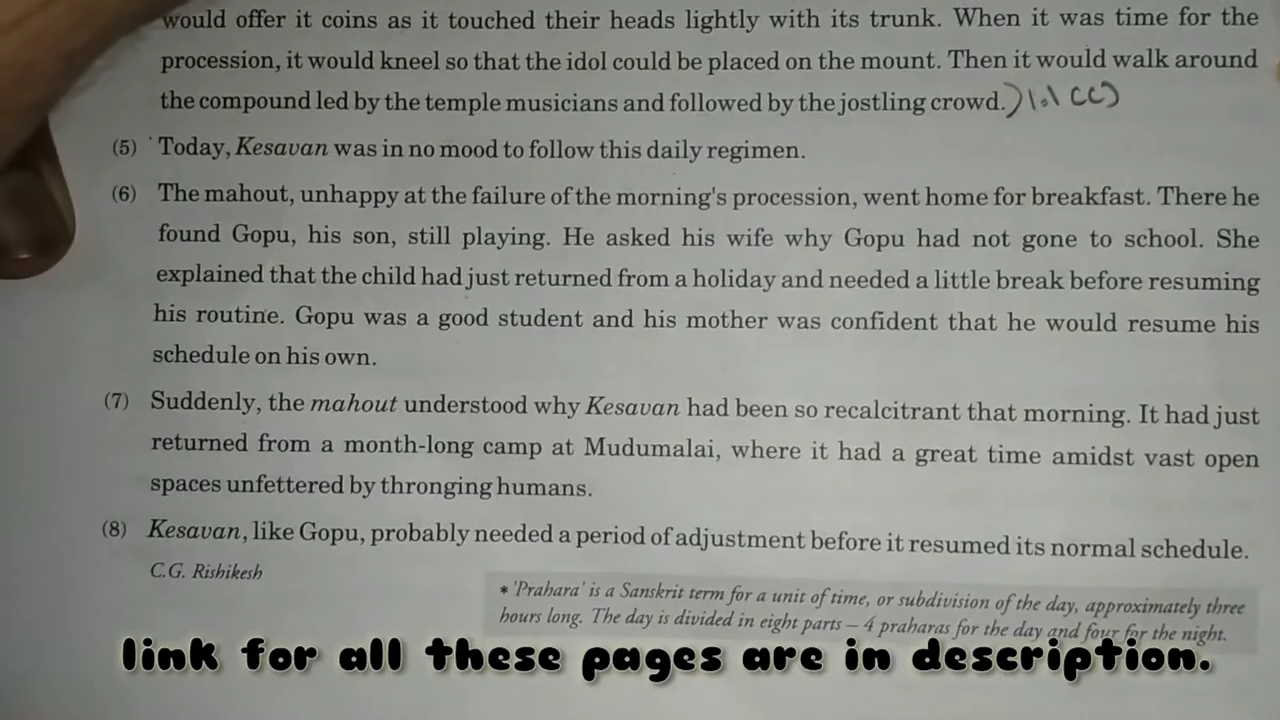 would offer it coins as it touched their heads lightly with its trunk. When it was time for the
procession, it would kneel so that the idol could be placed on the mount. Then it would walk around
the compound led by the temple musicians and followed by the jostling crowd.) 1.1 CC)
(5) Today, Kesavan was in no mood to follow this daily regimen.
(6) The mahout, unhappy at the failure of the morning's procession, went home for breakfast. There he
found Gopu, his son, still playing. He asked his wife why Gopu had not gone to school. She
explained that the child had just returned from a holiday and needed a little break before resuming
his routine. Gopu was a good student and his mother was confident that he would resume his
schedule on his own.
(7) Suddenly, the mahout understood why Kesavan had been so recalcitrant that morning. It had just
returned from a month-long camp at Mudumalai, where it had a great time amidst vast open
spaces unfettered by thronging humans.
(8) Kesavan, like Gopu, probably needed a period of adjustment before it resumed its normal schedule.
C.G. Rishikesh
* 'Prahara' is a Sanskrit term for a unit of time, or subdivision of the day, approximately three
hours long. The day is divided in eight parts – 4 praharas for the day and four for the night.
link for all these pages are in description.